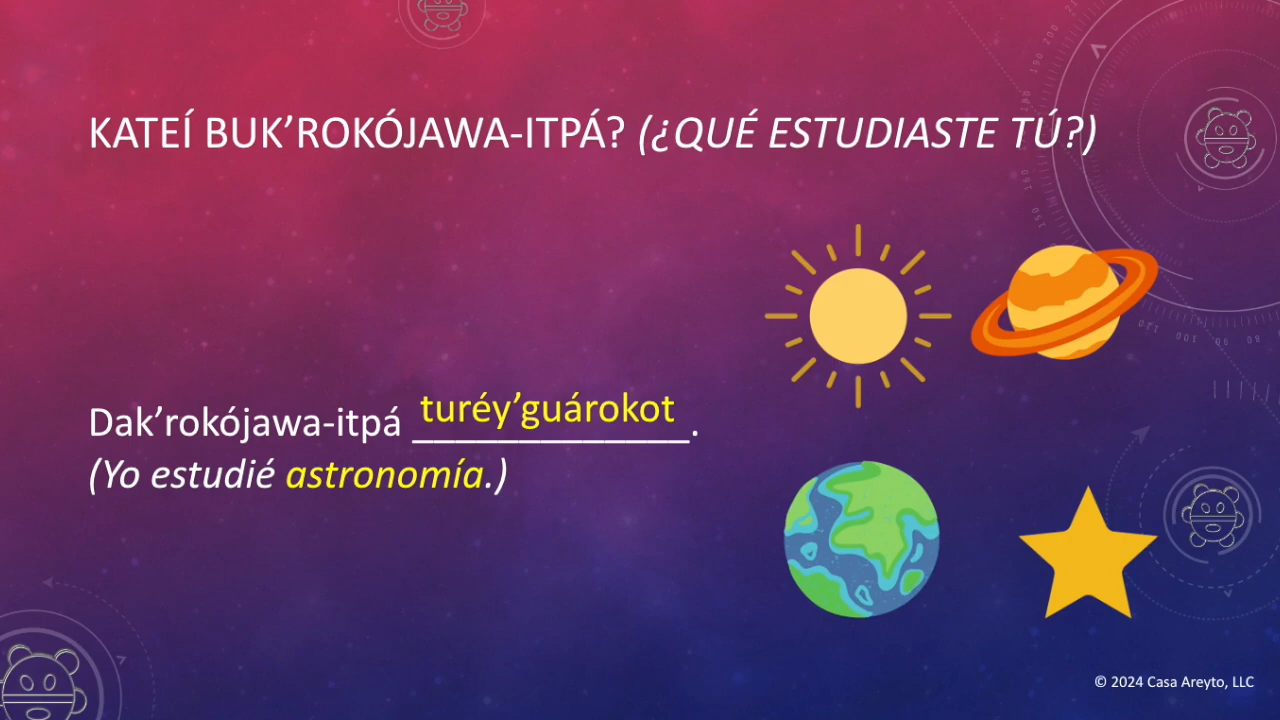 KATEÍ BUK’ROKÓJAWA-ITPÁ? (¿QUÉ ESTUDIASTE TÚ?)
Dak’rokójawa-itpá turéy’guárokot.
(Yo estudié astronomía.)
© 2024 Casa Areyto, LLC